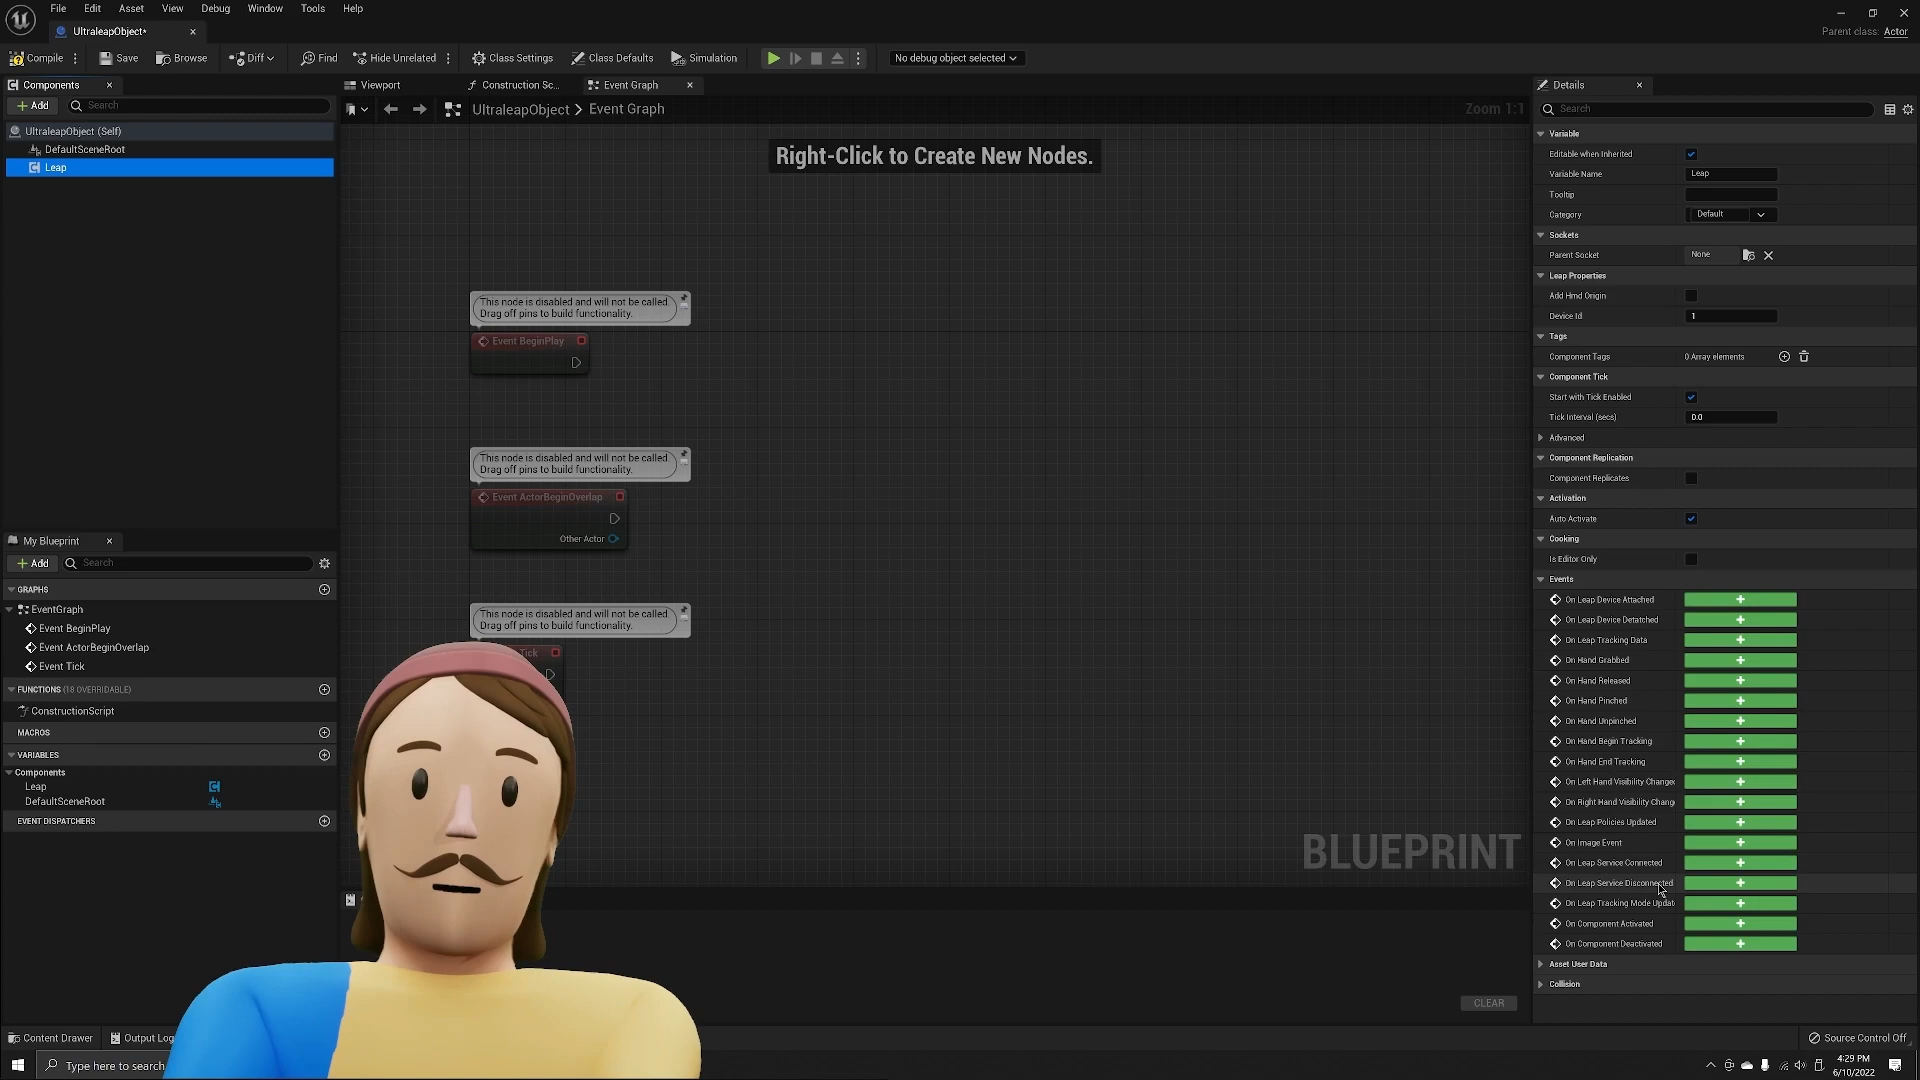 File Edit Asset View Debug Window Tools Help
UltraleapObject*
Parent class: Actor
Compile Save Browse Diff Find Hide Unrelated Class Settings Class Defaults Simulation No debug object selected
Components
Add Search
UltraleapObject (Self)
DefaultSceneRoot
Leap
My Blueprint
Add Search
GRAPHS
EventGraph
Event BeginPlay
Event ActorBeginOverlap
Event Tick
FUNCTIONS (18 OVERRIDABLE)
ConstructionScript
MACROS
VARIABLES
Components
Leap
DefaultSceneRoot
EVENT DISPATCHERS
Viewport Construction Sc... Event Graph
UltraleapObject > Event Graph
Zoom 1:1
Right-Click to Create New Nodes.
This node is disabled and will not be called.
Drag off pins to build functionality.
Event BeginPlay
This node is disabled and will not be called.
Drag off pins to build functionality.
Event ActorBeginOverlap
Other Actor
This node is disabled and will not be called.
Drag off pins to build functionality.
Tick
BLUEPRINT
CLEAR
Details
Search
Variable
Editable when Inherited
Variable Name Leap
Tooltip
Category Default
Sockets
Parent Socket None
Leap Properties
Add Hmd Origin
Device Id 1
Tags
Component Tags 0 Array elements
Component Tick
Start with Tick Enabled
Tick Interval (secs) 0.0
Advanced
Component Replication
Component Replicates
Activation
Auto Activate
Cooking
Is Editor Only
Events
On Leap Device Attached
On Leap Device Detatched
On Leap Tracking Data
On Hand Grabbed
On Hand Released
On Hand Pinched
On Hand Unpinched
On Hand Begin Tracking
On Hand End Tracking
On Left Hand Visibility Changed
On Right Hand Visibility Chang
On Leap Policies Updated
On Image Event
On Leap Service Connected
On Leap Service Disconnected
On Leap Tracking Mode Updat
On Component Activated
On Component Deactivated
Asset User Data
Collision
Content Drawer Output Log
Source Control Off
Type here to search
4:29 PM
6/10/2022